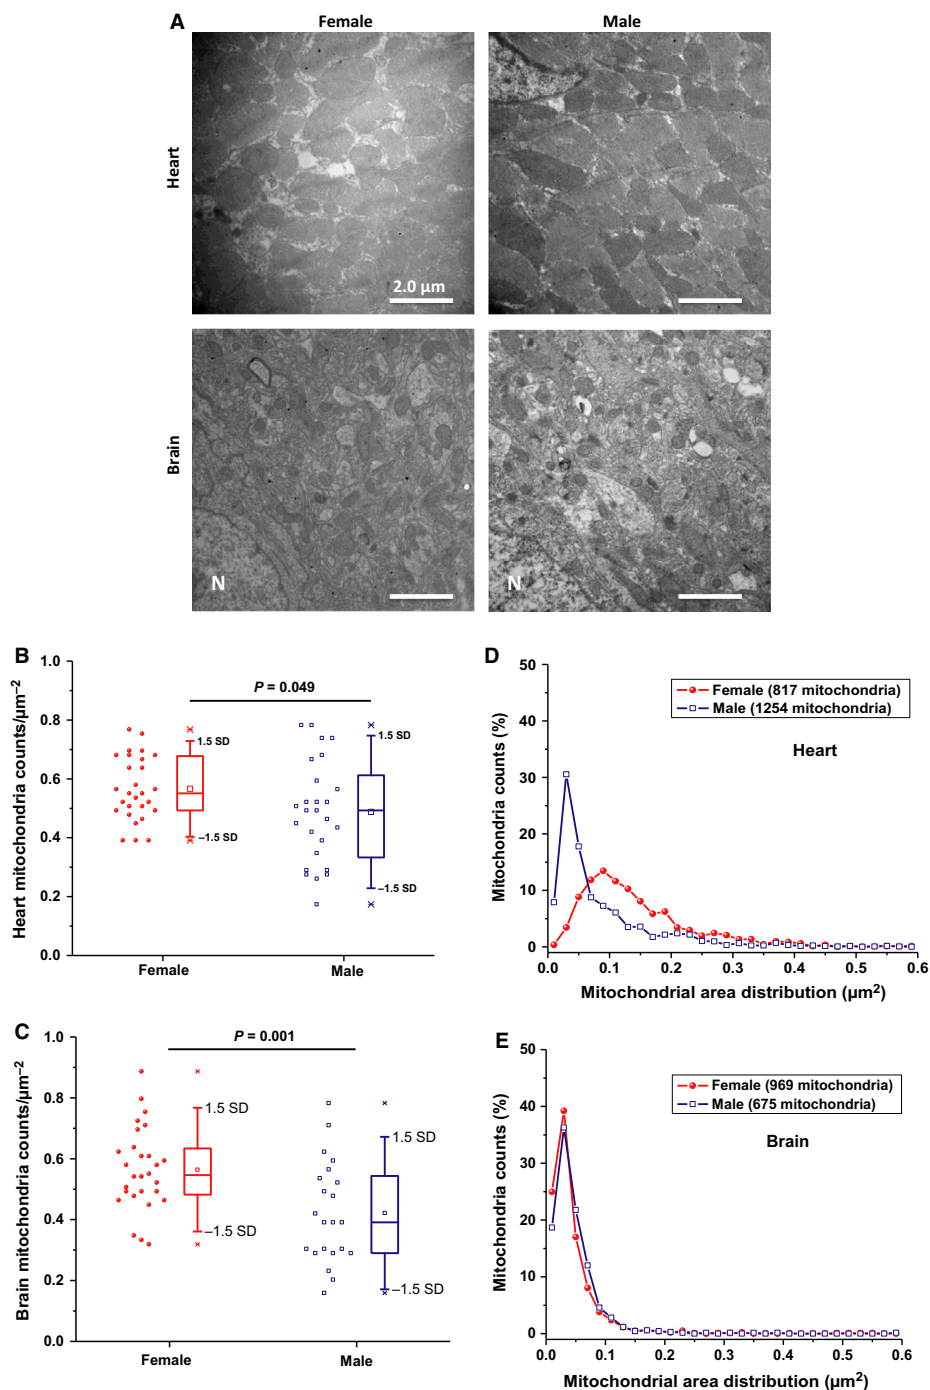 A
Female Male
Heart
2.0 μm
Brain
N N
B
Heart mitochondria counts/μm⁻²
1.0
0.8
0.6
0.4
0.2
0.0
P = 0.049
1.5 SD
–1.5 SD
1.5 SD
–1.5 SD
Female Male
C
Brain mitochondria counts/μm⁻²
1.0
0.8
0.6
0.4
0.2
0.0
P = 0.001
1.5 SD
–1.5 SD
1.5 SD
–1.5 SD
Female Male
D
Mitochondria counts (%)
50
40
30
20
10
0
Female (817 mitochondria)
Male (1254 mitochondria)
Heart
0.0 0.1 0.2 0.3 0.4 0.5 0.6
Mitochondrial area distribution (μm²)
E
Mitochondria counts (%)
50
40
30
20
10
0
Female (969 mitochondria)
Male (675 mitochondria)
Brain
0.0 0.1 0.2 0.3 0.4 0.5 0.6
Mitochondrial area distribution (μm²)